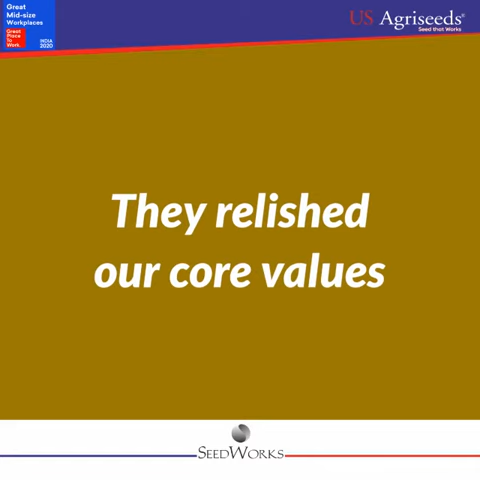 Great
Mid-size
Workplaces
Great
Place
To
Work.
INDIA
2020
US Agriseeds®
Seed that Works
They relished
our core values
SEEDWORKS